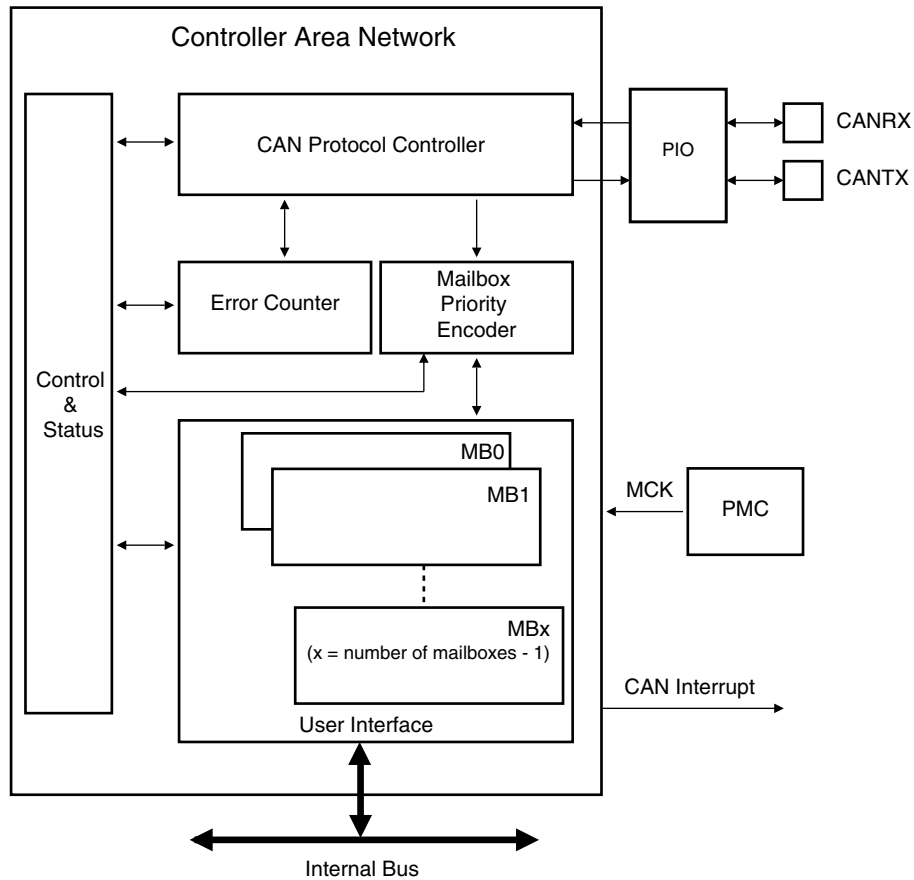 Controller Area Network
CAN Protocol Controller
PIO
CANRX
CANTX
Error Counter
Mailbox
Priority
Encoder
Control
&
Status
MB0
MB1
MCK
PMC
MBx
(x = number of mailboxes - 1)
CAN Interrupt
User Interface
Internal Bus